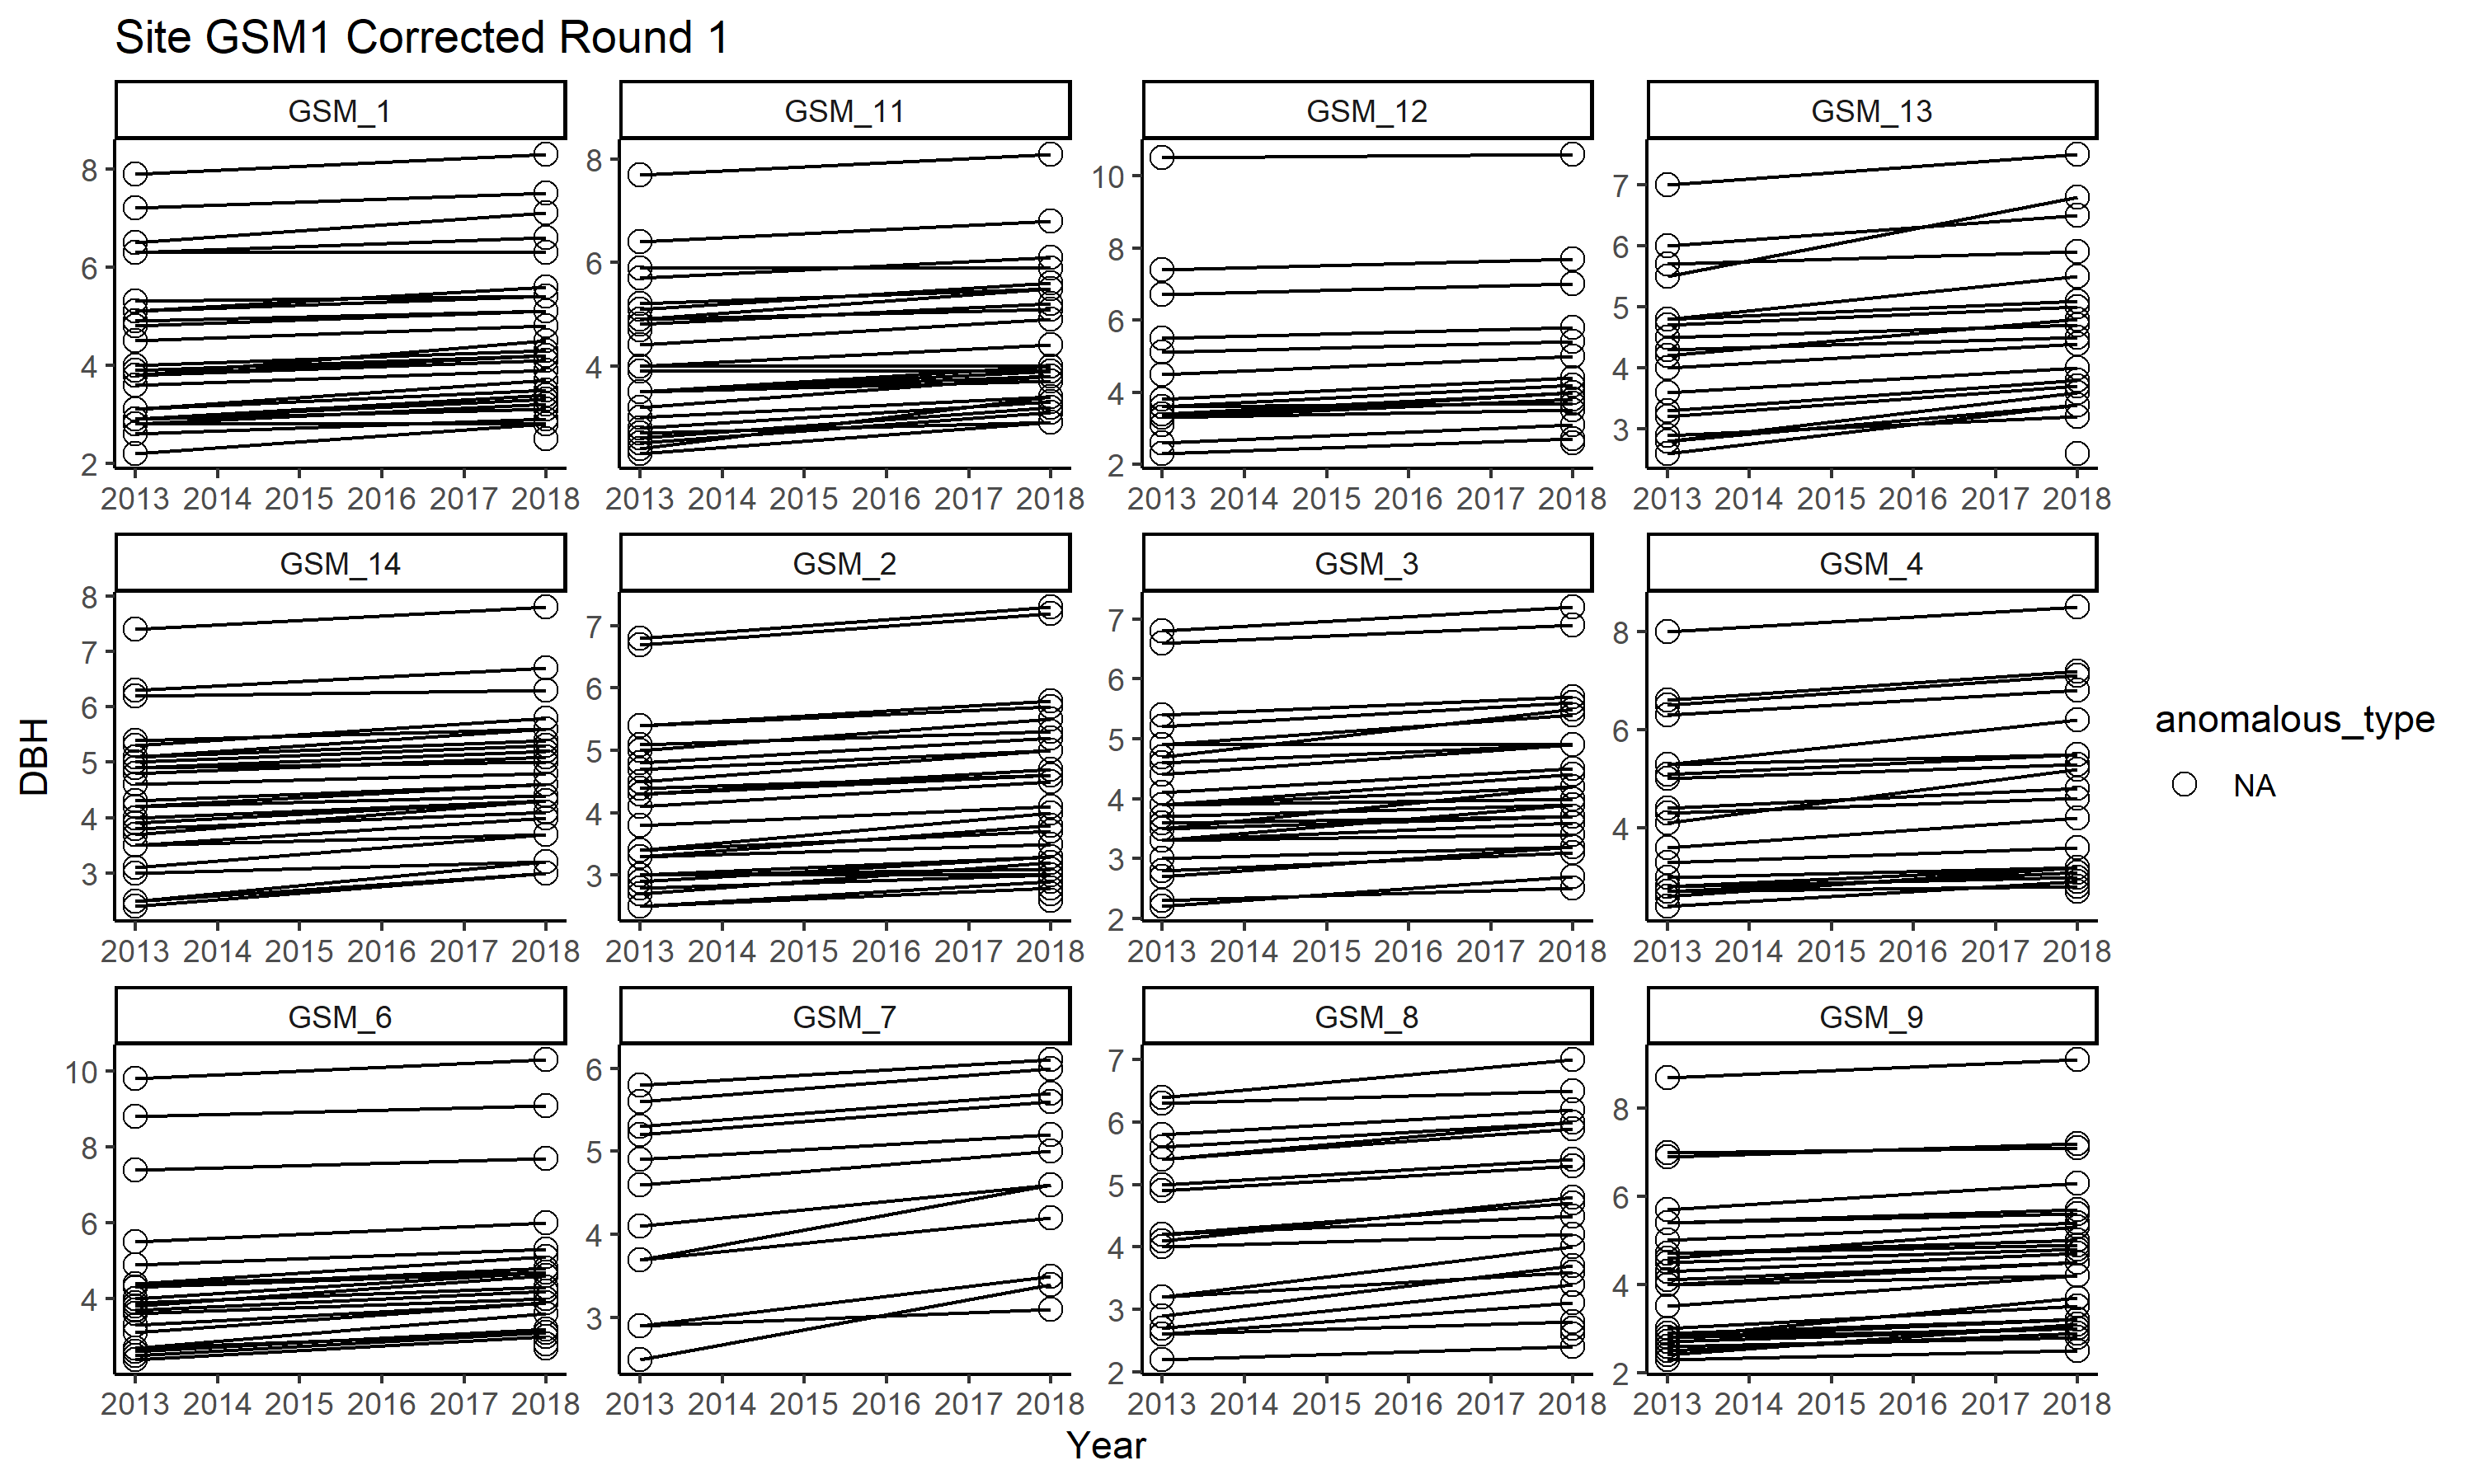 Site GSM1 Corrected Round 1
GSM_1 GSM_11 GSM_12 GSM_13
8 6 4 2
8 6 4
10 8 6 4 2
7 6 5 4 3
2013 2014 2015 2016 2017 2018 2013 2014 2015 2016 2017 2018 2013 2014 2015 2016 2017 2018 2013 2014 2015 2016 2017 2018
GSM_14 GSM_2 GSM_3 GSM_4
8 7 6 5 4 3
7 6 5 4 3
7 6 5 4 3 2
8 6 4
2013 2014 2015 2016 2017 2018 2013 2014 2015 2016 2017 2018 2013 2014 2015 2016 2017 2018 2013 2014 2015 2016 2017 2018
GSM_6 GSM_7 GSM_8 GSM_9
10 8 6 4
6 5 4 3
7 6 5 4 3 2
8 6 4 2
2013 2014 2015 2016 2017 2018 2013 2014 2015 2016 2017 2018 2013 2014 2015 2016 2017 2018 2013 2014 2015 2016 2017 2018
DBH
Year
anomalous_type
NA